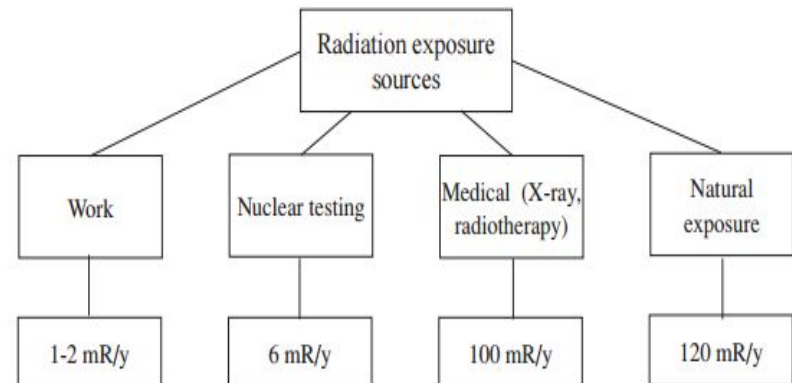 Radiation exposure
sources
Work
Nuclear testing
Medical (X-ray,
radiotherapy)
Natural
exposure
1-2 mR/y
6 mR/y
100 mR/y
120 mR/y